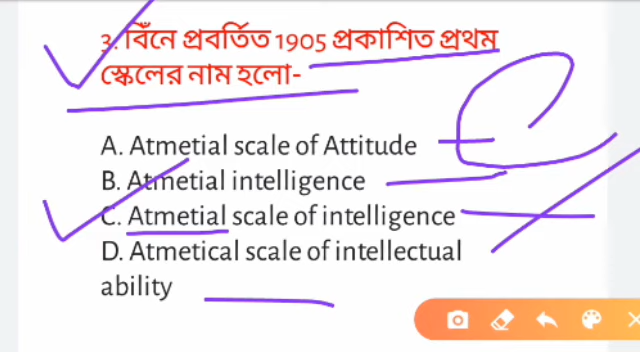 3. বিঁনে প্রবর্তিত 1905 প্রকাশিত প্রথম
স্কেলের নাম হলো-
A. Atmetial scale of Attitude
B. Atmetial intelligence
C. Atmetial scale of intelligence
D. Atmetical scale of intellectual
ability